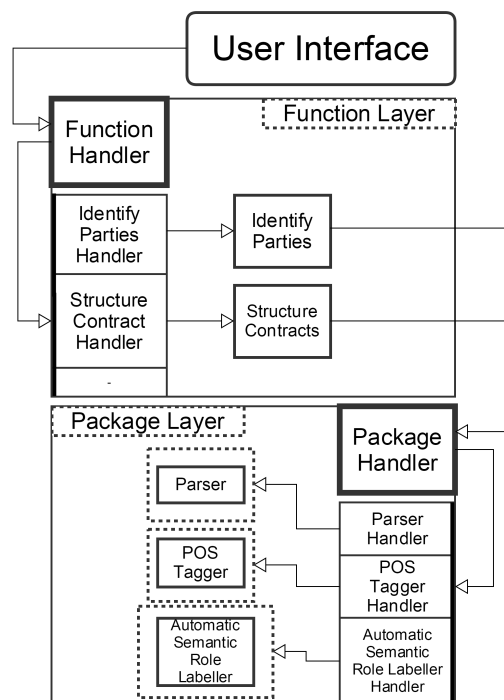 User Interface
Function Layer
Function
Handler
Identify
Parties
Handler
Identify
Parties
Structure
Contract
Handler
Structure
Contracts
-
Package Layer
Package
Handler
Parser
Parser
Handler
POS
Tagger
POS
Tagger
Handler
Automatic
Semantic
Role
Labeller
Automatic
Semantic
Role Labeller
Handler